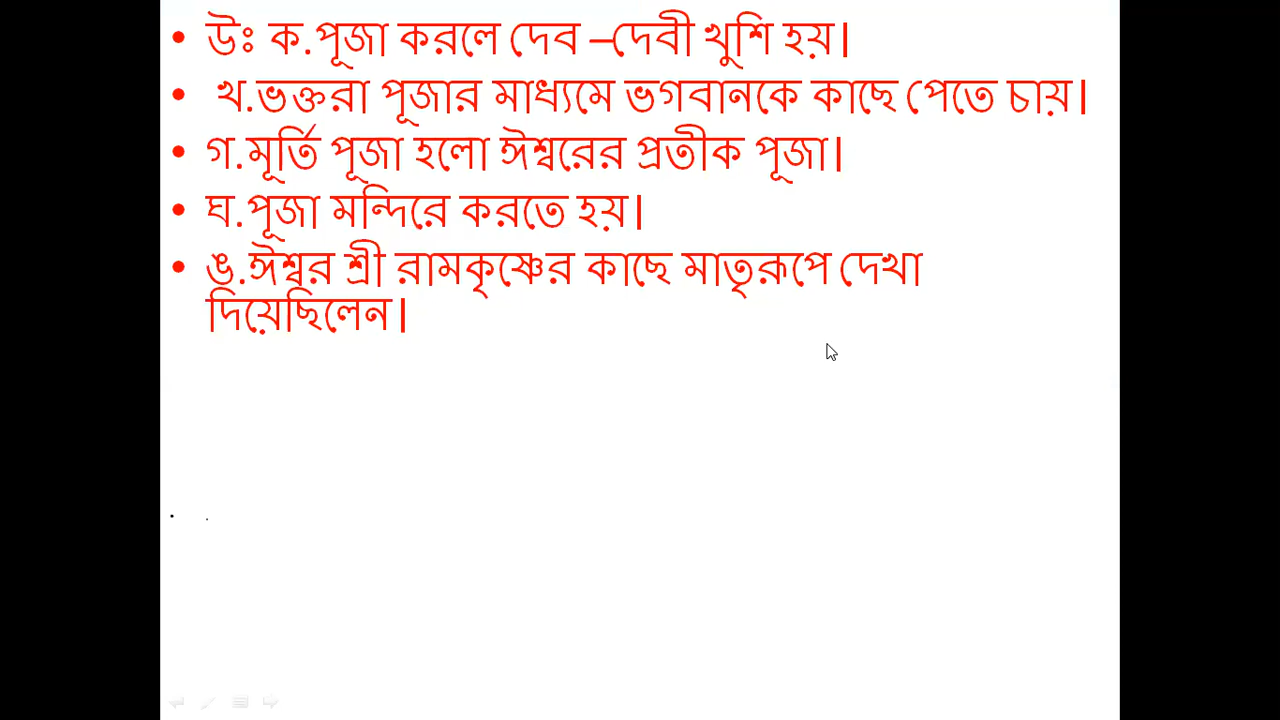 • উঃ ক.পূজা করলে দেব –দেবী খুশি হয়।
• খ.ভক্তরা পূজার মাধ্যমে ভগবানকে কাছে পেতে চায়।
• গ.মূর্তি পূজা হলো ঈশ্বরের প্রতীক পূজা।
• ঘ.পূজা মন্দিরে করতে হয়।
• ঙ.ঈশ্বর শ্রী রামকৃষ্ণের কাছে মাতৃরূপে দেখা
দিয়েছিলেন।
• .